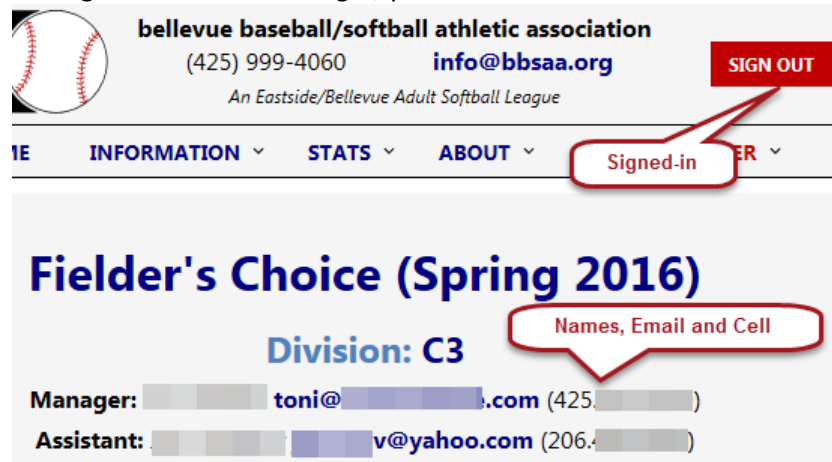 bellevue baseball/softball athletic association
(425) 999-4060 info@bbsaa.org
SIGN OUT
An Eastside/Bellevue Adult Softball League
INFORMATION STATS ABOUT
Signed-in
Fielder's Choice (Spring 2016)
Names, Email and Cell
Division: C3
Manager: toni@ .com (425. )
Assistant: v@yahoo.com (206. )